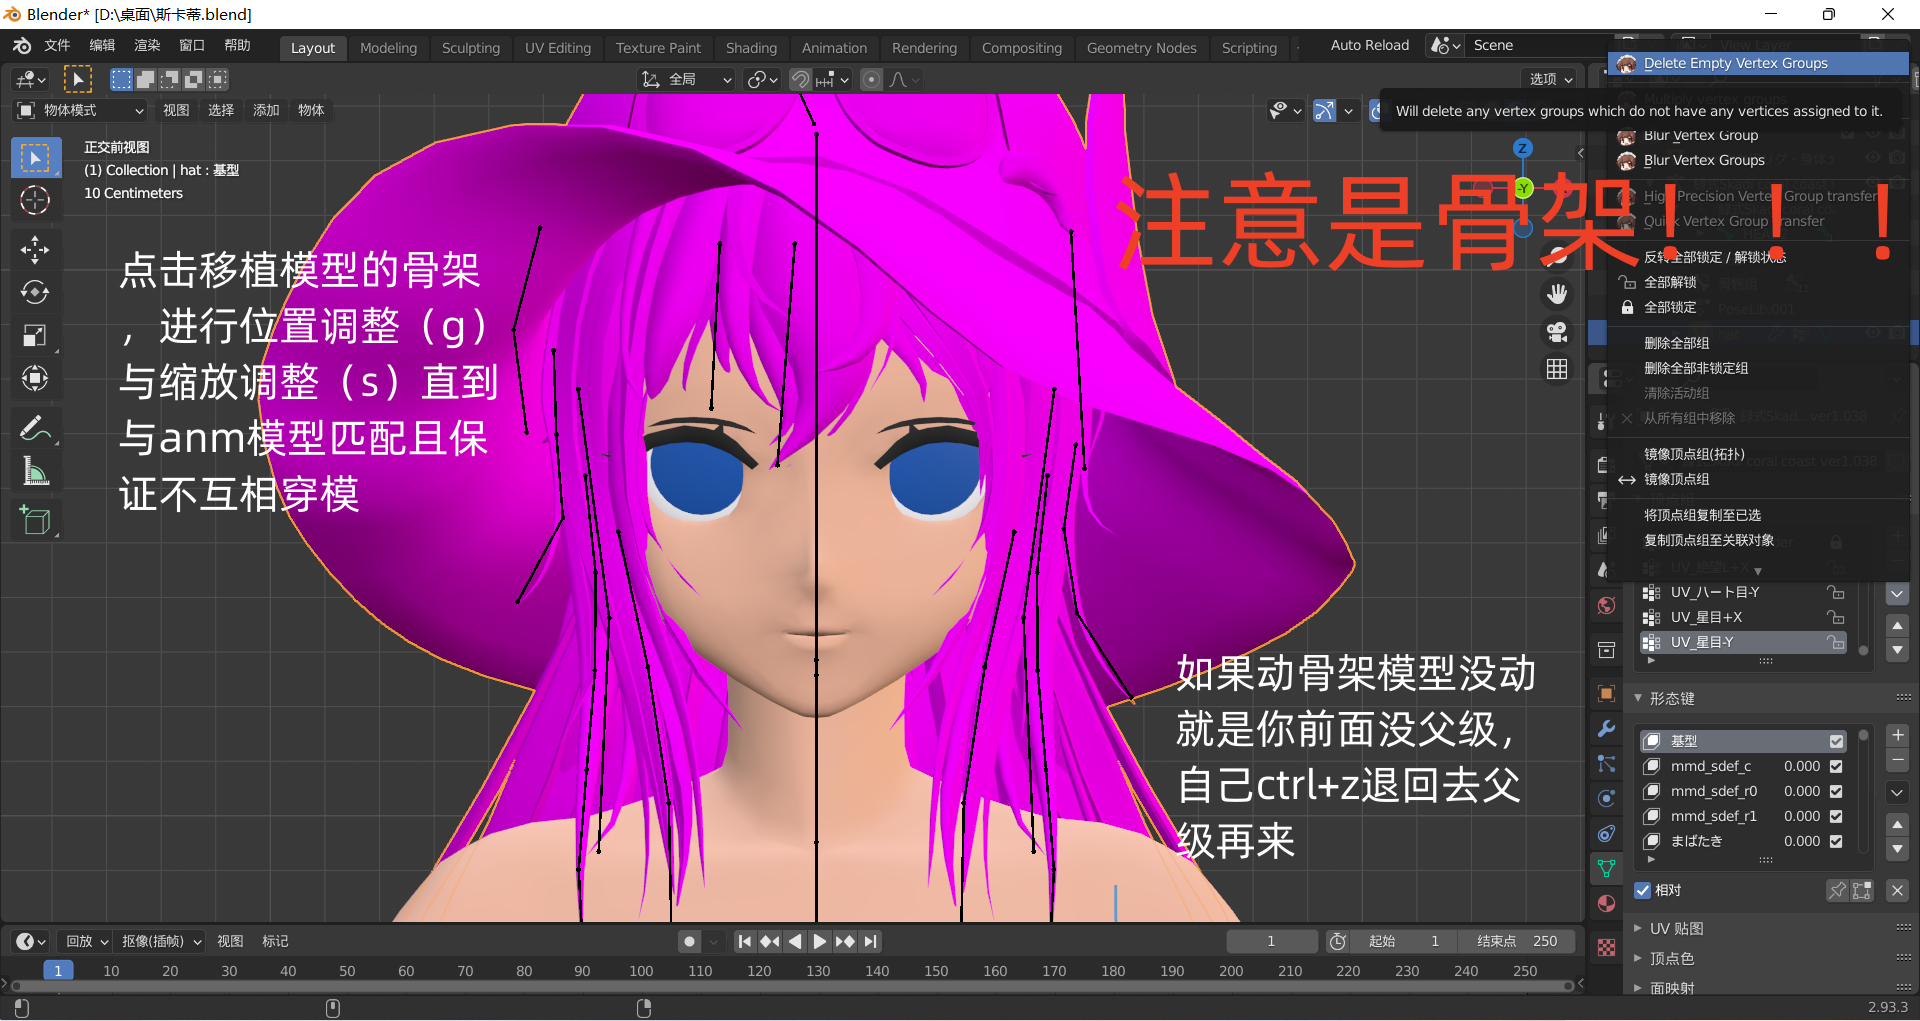 Blender* [D:\桌面\斯卡蒂.blend]
文件 编辑 渲染 窗口 帮助 Layout Modeling Sculpting UV Editing Texture Paint Shading Animation Rendering Compositing Geometry Nodes Scripting Auto Reload Scene View Layer
全局 选项
物体模式 视图 选择 添加 物体
正交前视图
(1) Collection | hat : 基型
10 Centimeters
Delete Empty Vertex Groups
Will delete any vertex groups which do not have any vertices assigned to it.
Blur Vertex Group
Blur Vertex Groups
High Precision Vertex Group transfer
Quick Vertex Group transfer
反转全部锁定 / 解锁状态
全部解锁
全部锁定
删除全部组
删除全部非锁定组
清除活动组
从所有组中移除
镜像顶点组(拓扑)
镜像顶点组
将顶点组复制至已选
复制顶点组至关联对象
Z
-Y
注意是骨架！！！
点击移植模型的骨架
，进行位置调整（g）
与缩放调整（s）直到
与anm模型匹配且保
证不互相穿模
如果动骨架模型没动
就是你前面没父级，
自己ctrl+z退回去父
级再来
UV_ハート目-Y
UV_星目+X
UV_星目-Y
形态键
基型
mmd_sdef_c 0.000
mmd_sdef_r0 0.000
mmd_sdef_r1 0.000
まばたき 0.000
相对
UV 贴图
顶点色
面映射
回放 抠像(插帧) 视图 标记 1 起始 1 结束点 250
1 10 20 30 40 50 60 70 80 90 100 110 120 130 140 150 160 170 180 190 200 210 220 230 240 250
2.93.3